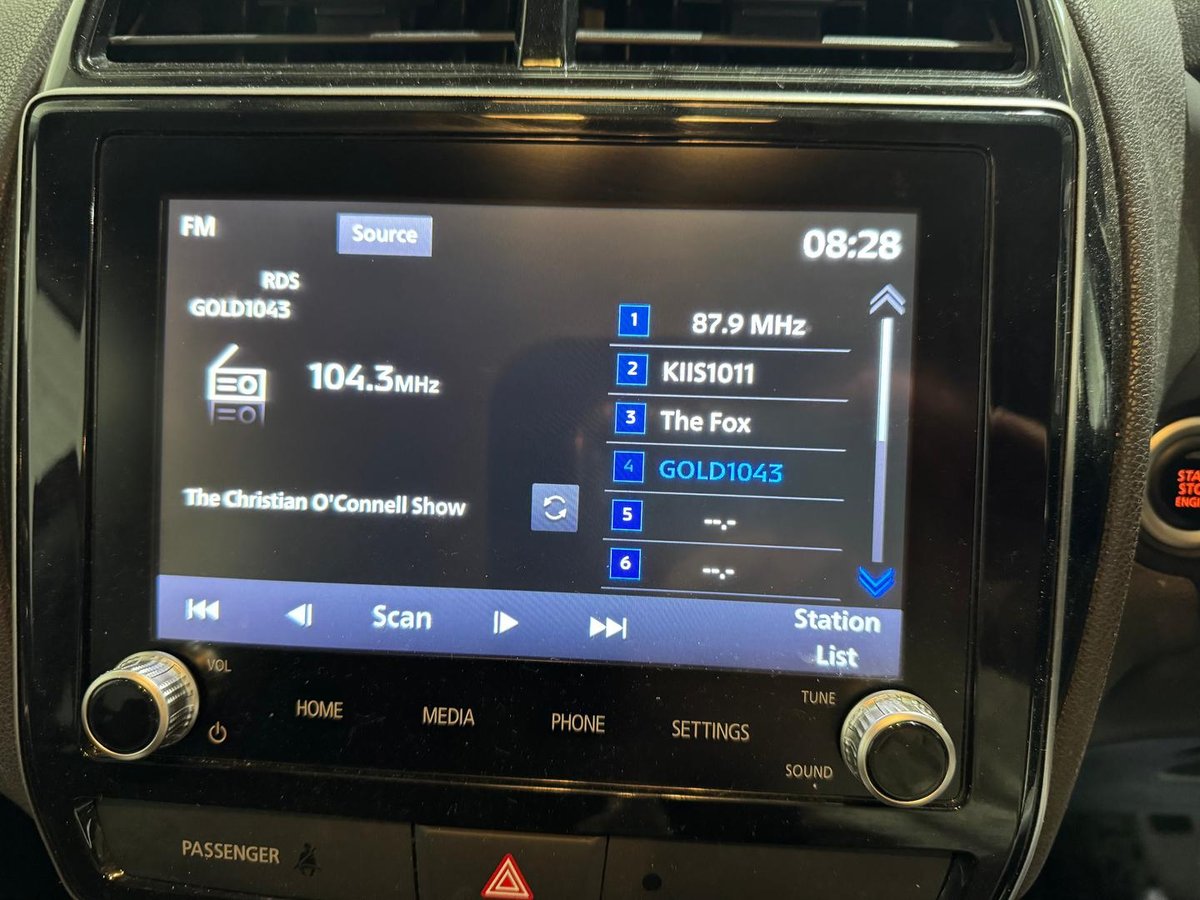 FM
Source
08:28
RDS
GOLD1043
104.3MHz
The Christian O'Connell Show
1 87.9 MHz
2 KIIS1011
3 The Fox
4 GOLD1043
5 --.-
6 --.-
Scan
Station
List
VOL
HOME
MEDIA
PHONE
SETTINGS
TUNE
SOUND
PASSENGER